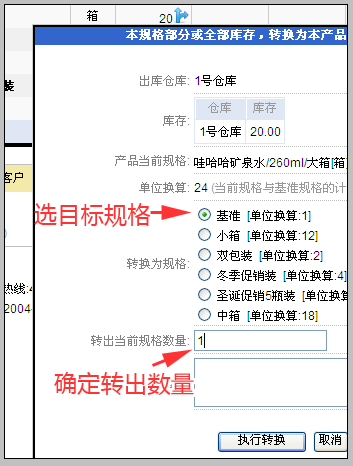 箱
20
本规格部分或全部库存，转换为本产品
出库仓库: 1号仓库
装
仓库 库存
库存:
1号仓库 20.00
产品当前规格: 哇哈哈矿泉水/260ml/大箱[箱]
客户
单位换算: 24 (当前规格与基准规格的计
选目标规格
基准 [单位换算:1]
小箱 [单位换算:12]
双包装 [单位换算:2]
转换为规格:
冬季促销装 [单位换算:4]
热线:4
圣诞促销5瓶装 [单位换算
2004
中箱 [单位换算:18]
转出当前规格数量: 1
确定转出数量
执行转换 取消